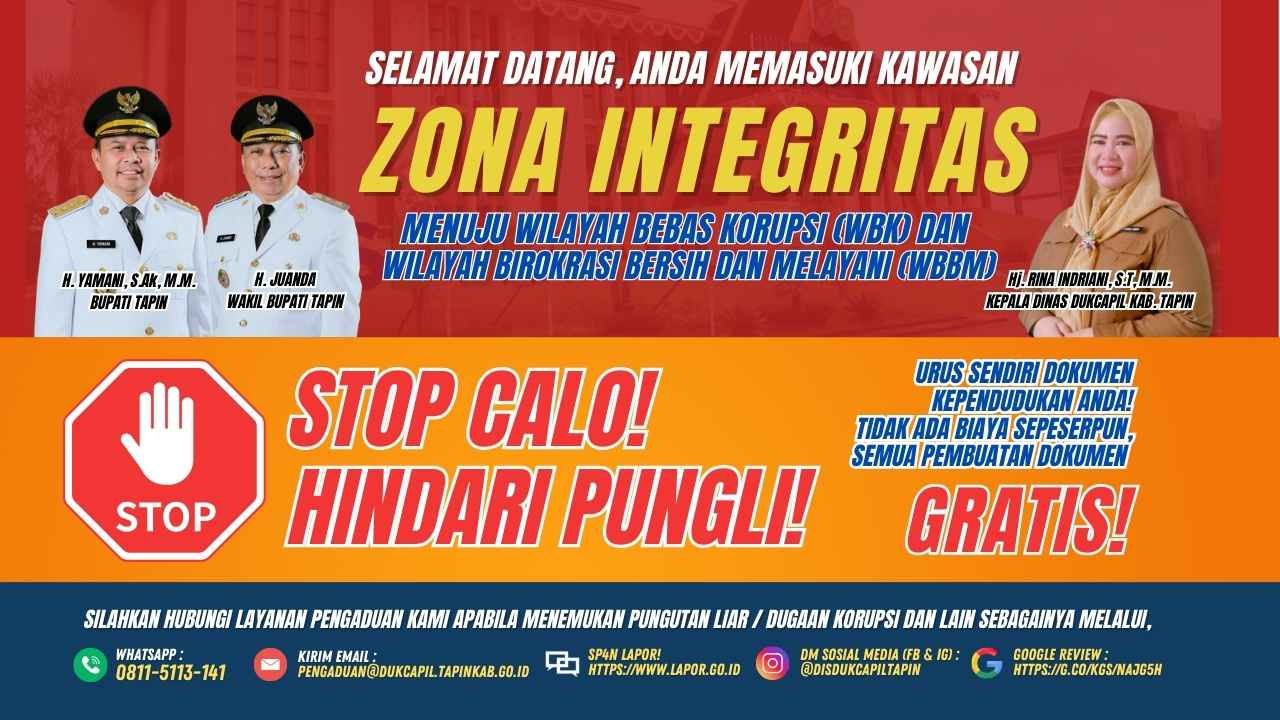 SELAMAT DATANG, ANDA MEMASUKI KAWASAN
ZONA INTEGRITAS
MENUJU WILAYAH BEBAS KORUPSI (WBK) DAN
WILAYAH BIROKRASI BERSIH DAN MELAYANI (WBBM)
H. YAMANI, S.Ak, M.M.
BUPATI TAPIN
H. JUANDA
WAKIL BUPATI TAPIN
Hj. RINA INDRIANI, S.T, M.M.
KEPALA DINAS DUKCAPIL KAB. TAPIN
STOP
STOP CALO!
HINDARI PUNGLI!
URUS SENDIRI DOKUMEN
KEPENDUDUKAN ANDA!
TIDAK ADA BIAYA SEPESERPUN,
SEMUA PEMBUATAN DOKUMEN
GRATIS!
SILAHKAN HUBUNGI LAYANAN PENGADUAN KAMI APABILA MENEMUKAN PUNGUTAN LIAR / DUGAAN KORUPSI DAN LAIN SEBAGAINYA MELALUI,
WHATSAPP :
0811-5113-141
KIRIM EMAIL :
PENGADUAN@DUKCAPIL.TAPINKAB.GO.ID
SP4N LAPOR!
HTTPS://WWW.LAPOR.GO.ID
DM SOSIAL MEDIA (FB & IG) :
@DISDUKCAPILTAPIN
GOOGLE REVIEW :
HTTPS://G.CO/KGS/NAJG5H